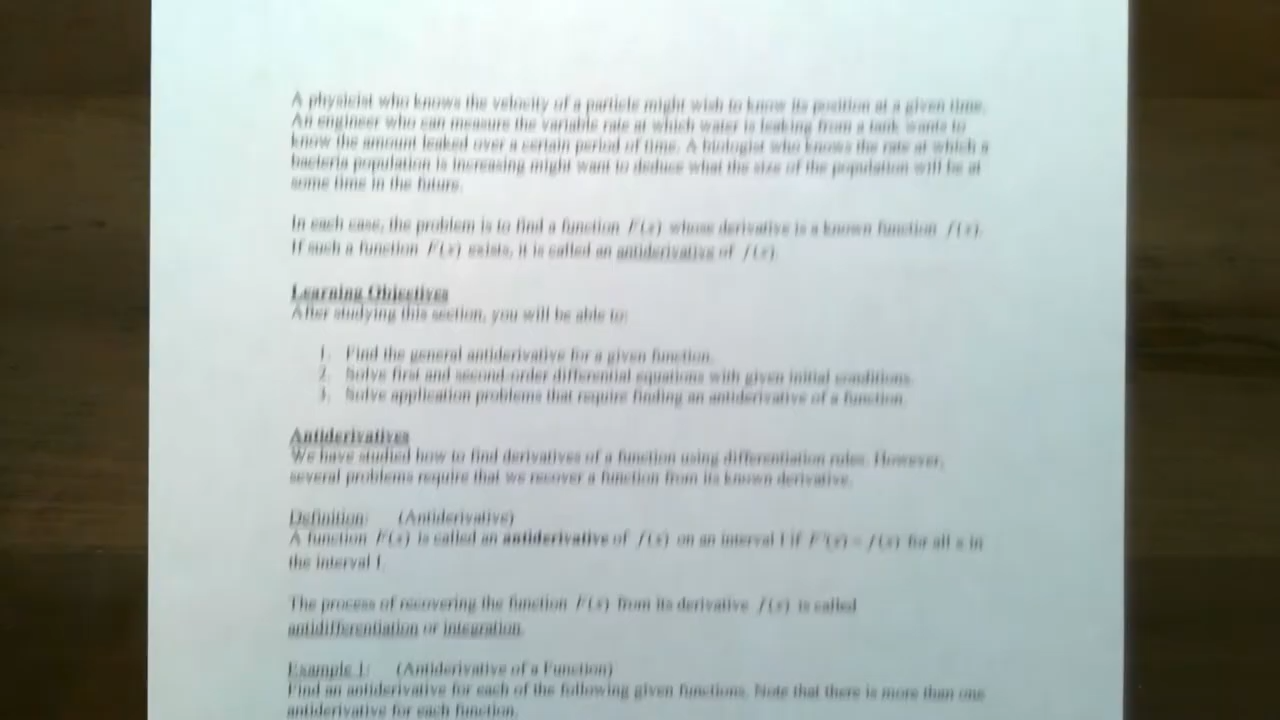 A physicist who knows the velocity of a particle might wish to know its position at a given time.
An engineer who can measure the variable rate at which water is leaking from a tank wants to
know the amount leaked over a certain period of time. A biologist who knows the rate at which a
bacteria population is increasing might want to deduce what the size of the population will be at
some time in the future.
In each case, the problem is to find a function F(x) whose derivative is a known function f(x).
If such a function F(x) exists, it is called an antiderivative of f(x).
Learning Objectives
After studying this section, you will be able to:
1. Find the general antiderivative for a given function.
2. Solve first and second-order differential equations with given initial conditions.
3. Solve application problems that require finding an antiderivative of a function.
Antiderivatives
We have studied how to find derivatives of a function using differentiation rules. However,
several problems require that we recover a function from its known derivative.
Definition: (Antiderivative)
A function F(x) is called an antiderivative of f(x) on an interval I if F'(x) = f(x) for all x in
the interval I.
The process of recovering the function F(x) from its derivative f(x) is called
antidifferentiation or integration.
Example 1: (Antiderivative of a Function)
Find an antiderivative for each of the following given functions. Note that there is more than one
antiderivative for each function.